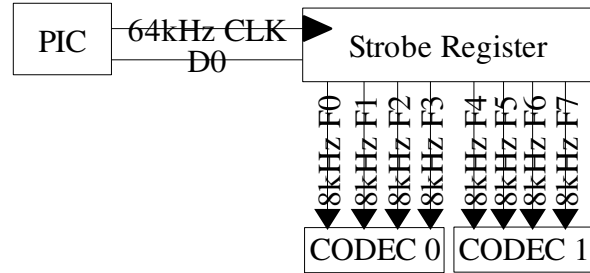 PIC
64kHz CLK
D0
Strobe Register
8kHz F0
8kHz F1
8kHz F2
8kHz F3
8kHz F4
8kHz F5
8kHz F6
8kHz F7
CODEC 0
CODEC 1